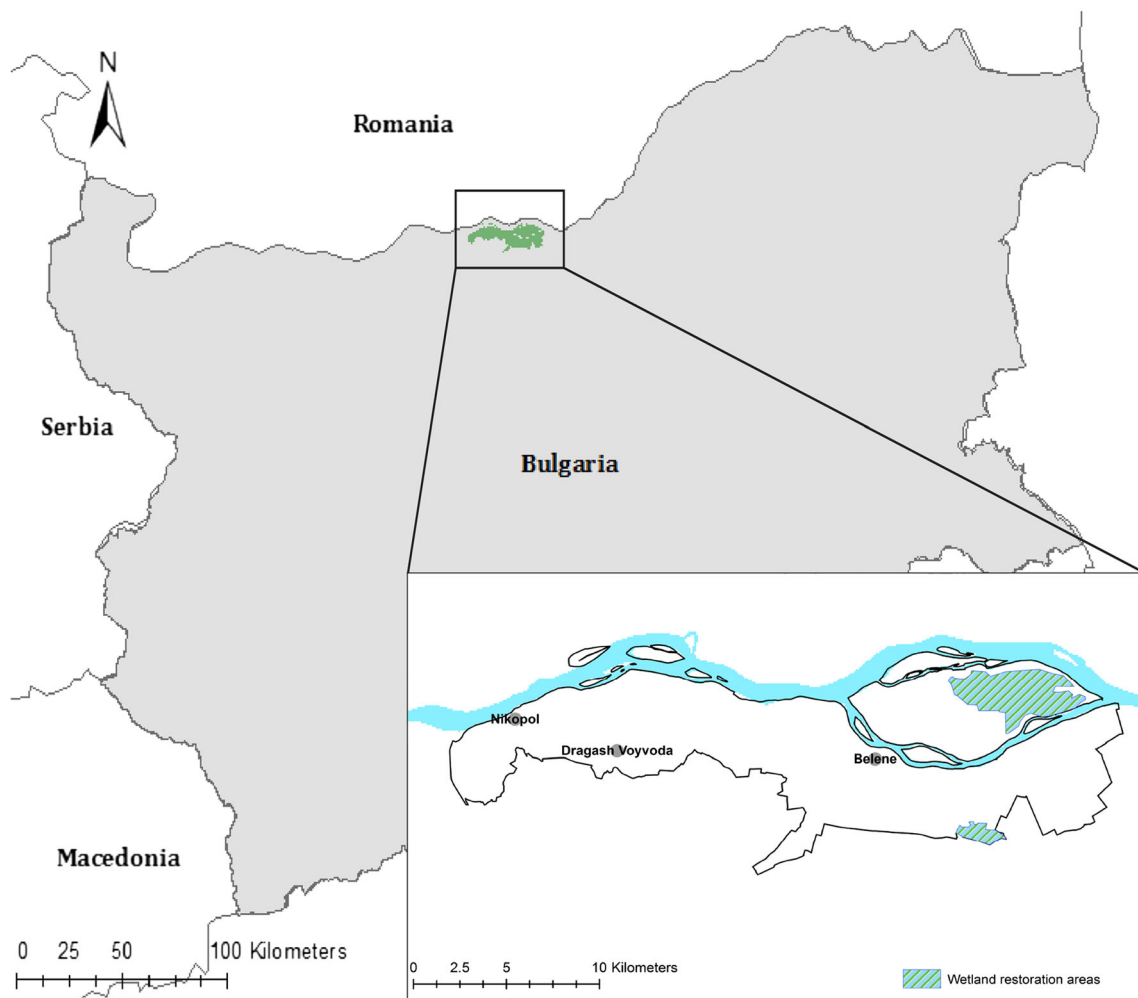 N
Romania
Serbia
Bulgaria
Nikopol
Dragash Voyvoda
Belene
Macedonia
0 25 50 100 Kilometers
0 2.5 5 10 Kilometers
Wetland restoration areas